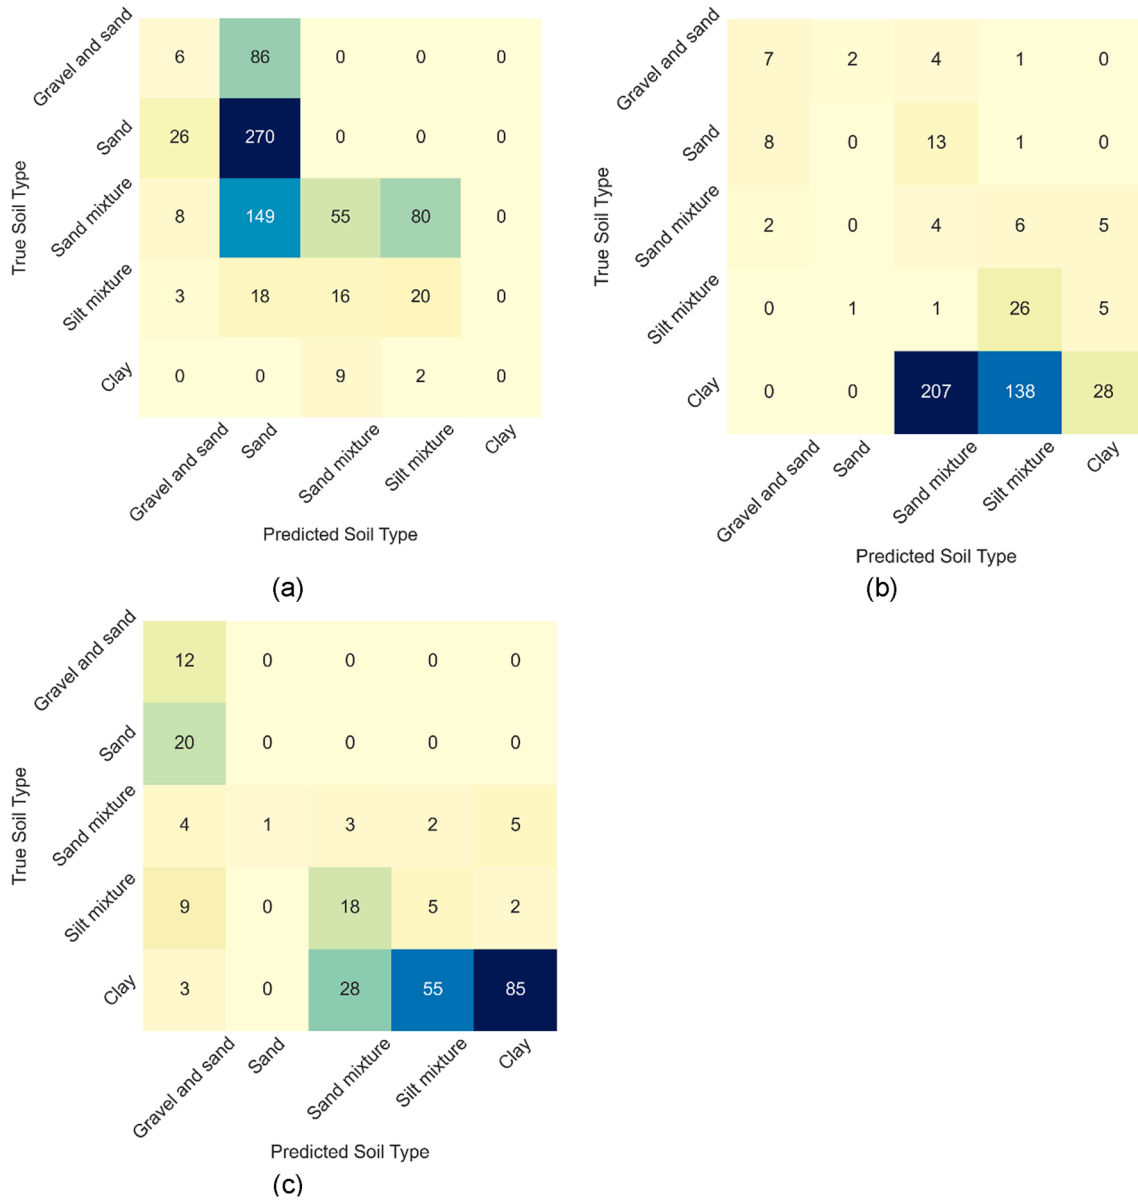 Gravel and sand 6 86 0 0 0
Sand 26 270 0 0 0
Sand mixture 8 149 55 80 0
Silt mixture 3 18 16 20 0
Clay 0 0 9 2 0
True Soil Type
Gravel and sand Sand Sand mixture Silt mixture Clay
Predicted Soil Type
(a)
Gravel and sand 7 2 4 1 0
Sand 8 0 13 1 0
Sand mixture 2 0 4 6 5
Silt mixture 0 1 1 26 5
Clay 0 0 207 138 28
True Soil Type
Gravel and sand Sand Sand mixture Silt mixture Clay
Predicted Soil Type
(b)
Gravel and sand 12 0 0 0 0
Sand 20 0 0 0 0
Sand mixture 4 1 3 2 5
Silt mixture 9 0 18 5 2
Clay 3 0 28 55 85
True Soil Type
Gravel and sand Sand Sand mixture Silt mixture Clay
Predicted Soil Type
(c)